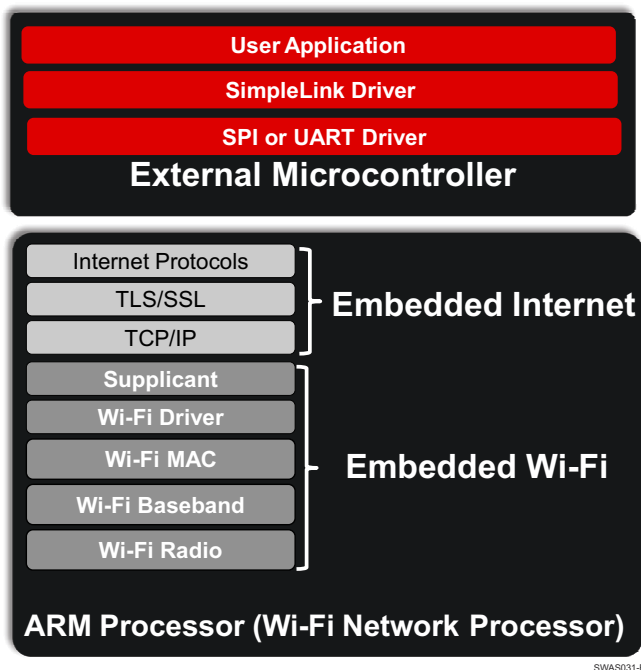 User Application
SimpleLink Driver
SPI or UART Driver
External Microcontroller
Internet Protocols
TLS/SSL
TCP/IP
Embedded Internet
Supplicant
Wi-Fi Driver
Wi-Fi MAC
Wi-Fi Baseband
Wi-Fi Radio
Embedded Wi-Fi
ARM Processor (Wi-Fi Network Processor)